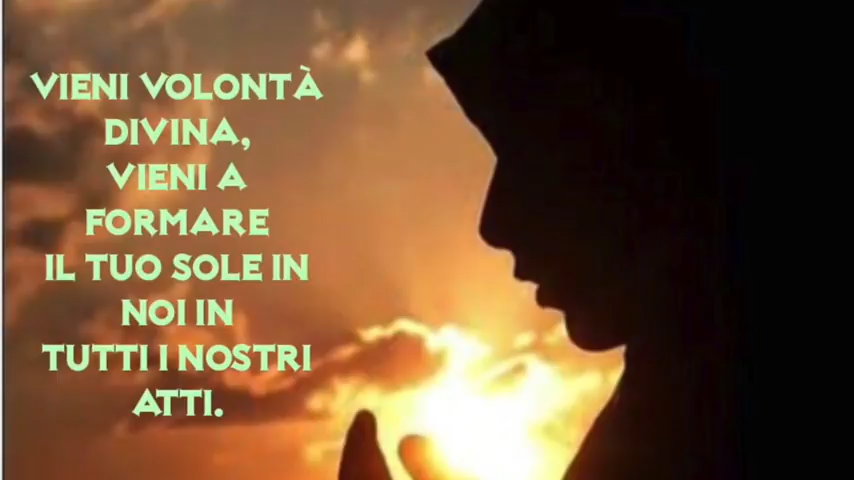 VIENI VOLONTÀ
DIVINA,
VIENI A
FORMARE
IL TUO SOLE IN
NOI IN
TUTTI I NOSTRI
ATTI.